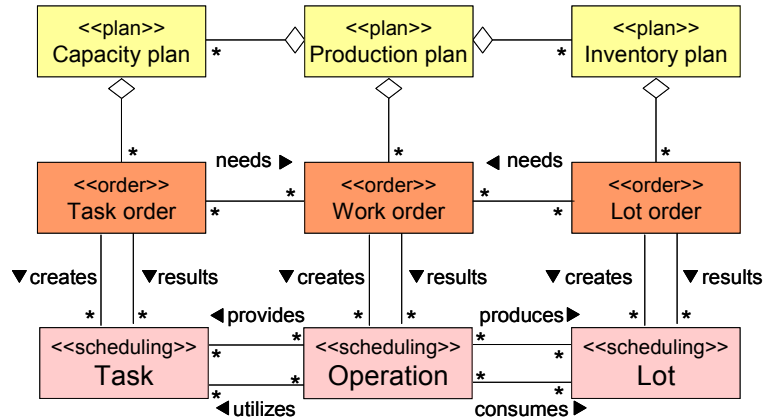 <<plan>> <<plan>> <<plan>>
Capacity plan * Production plan * Inventory plan
* * *
needs needs
<<order>> <<order>> <<order>>
Task order * * Work order * * Lot order
creates results creates results creates results
* * provides * * produces * *
<<scheduling>> * * <<scheduling>> * * <<scheduling>>
Task * * Operation * * Lot
utilizes consumes